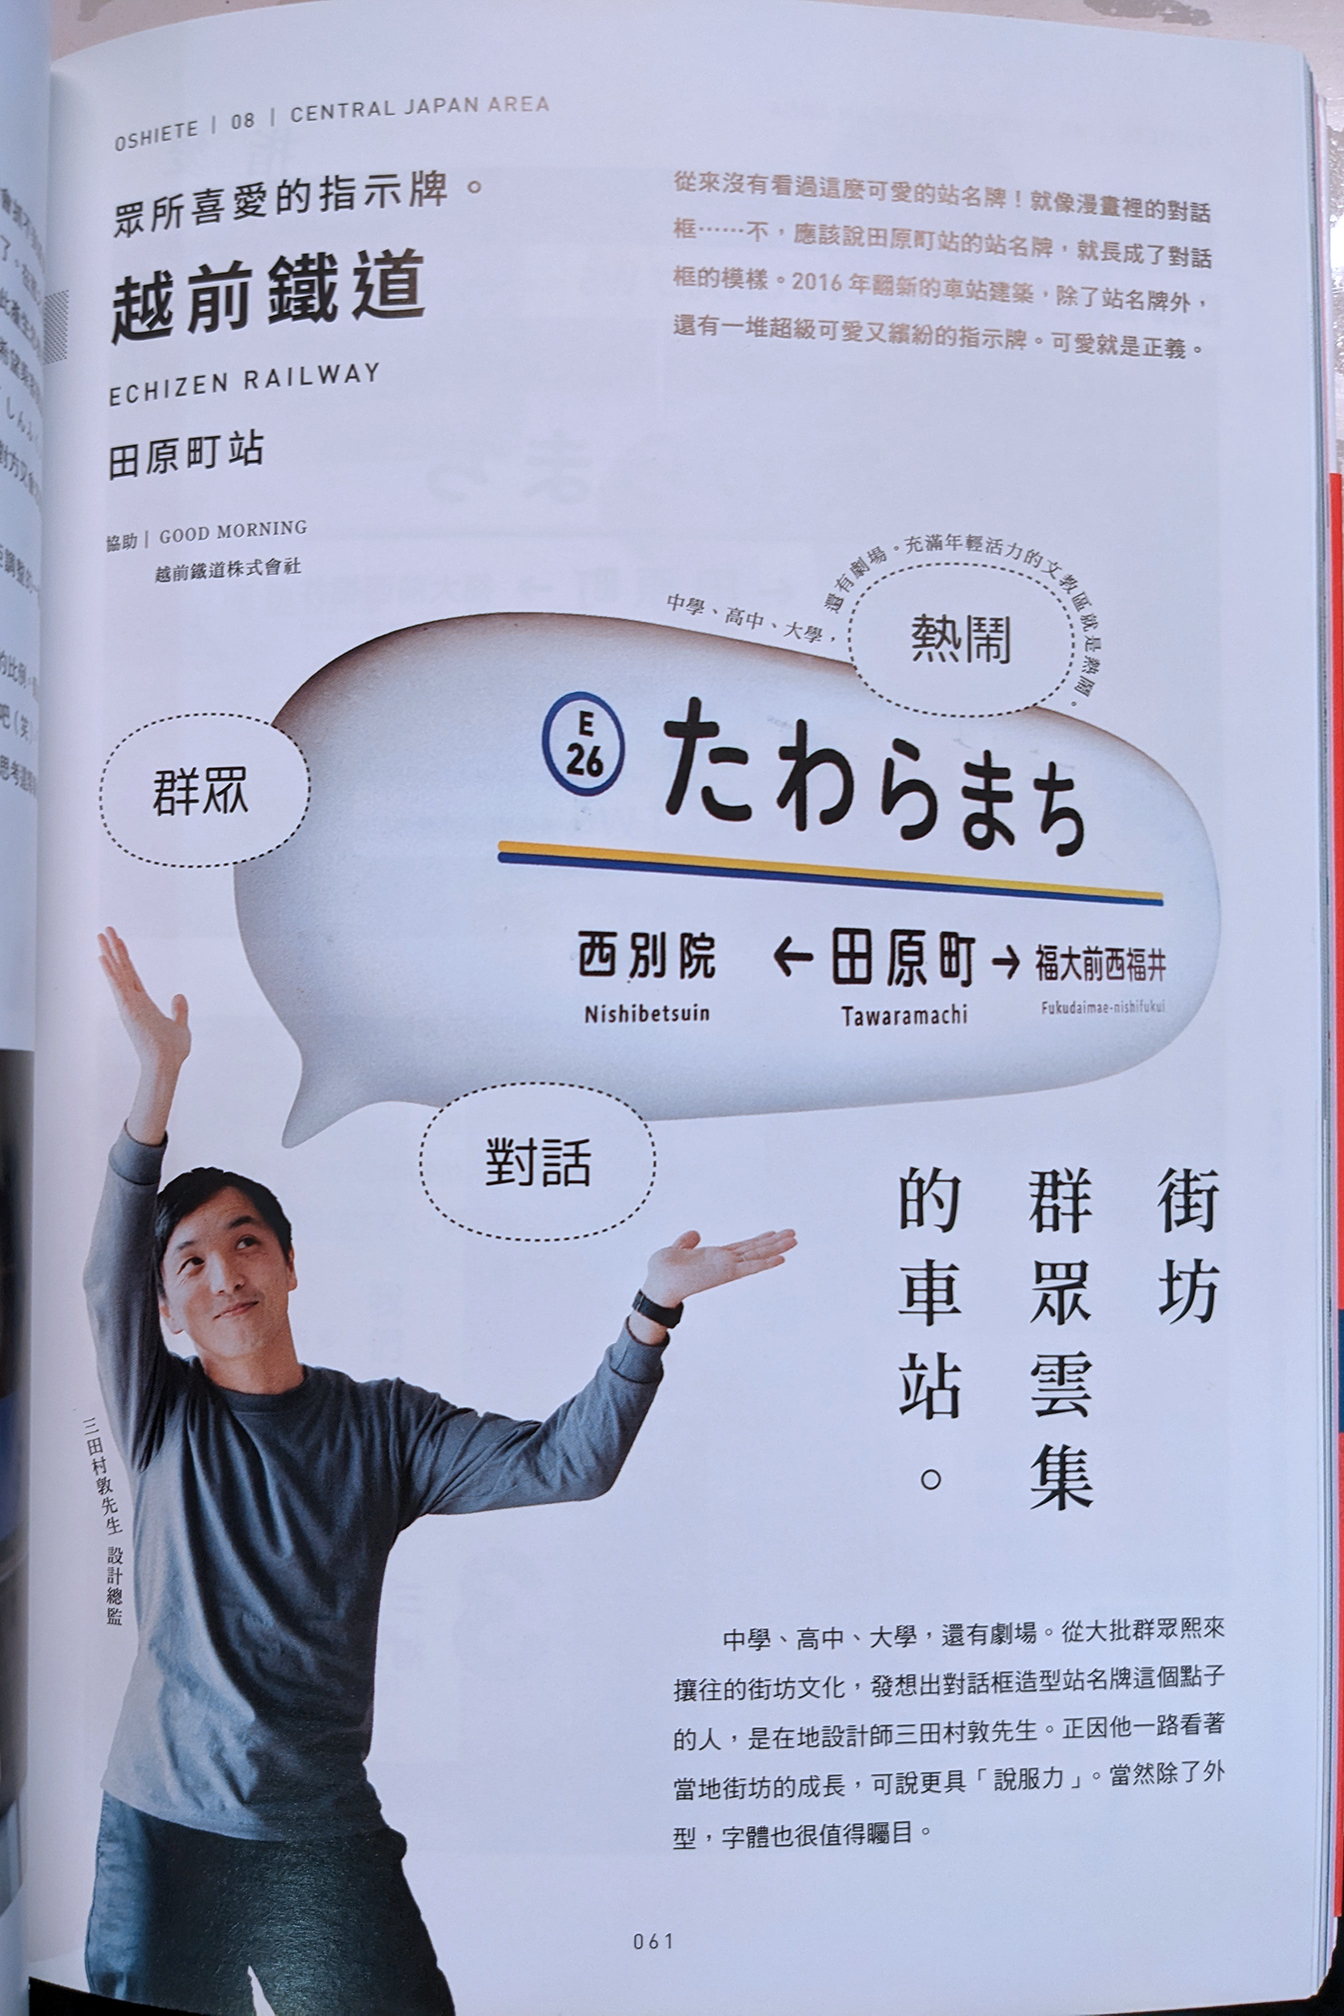 OSHIETE | 08 | CENTRAL JAPAN AREA
眾所喜愛的指示牌。
越前鐵道
ECHIZEN RAILWAY
田原町站
協助| GOOD MORNING
越前鐵道株式會社
從來沒有看過這麼可愛的站名牌！就像漫畫裡的對話
框⋯⋯不，應該說田原町站的站名牌，就長成了對話
框的模樣。2016 年翻新的車站建築，除了站名牌外，
還有一堆超級可愛又繽紛的指示牌。可愛就是正義。
中學、高中、大學，還有劇場。充滿年輕活力的文教區就是熱鬧。
熱鬧
群眾
E
26
たわらまち
西別院 ← 田原町 → 福大前西福井
Nishibetsuin Tawaramachi Fukudaimae-nishifukui
對話
街坊
群眾雲集
的車站。
三田村敦先生 設計總監
中學、高中、大學，還有劇場。從大批群眾熙來
攘往的街坊文化，發想出對話框造型站名牌這個點子
的人，是在地設計師三田村敦先生。正因他一路看著
當地街坊的成長，可說更具「說服力」。當然除了外
型，字體也很值得矚目。
061